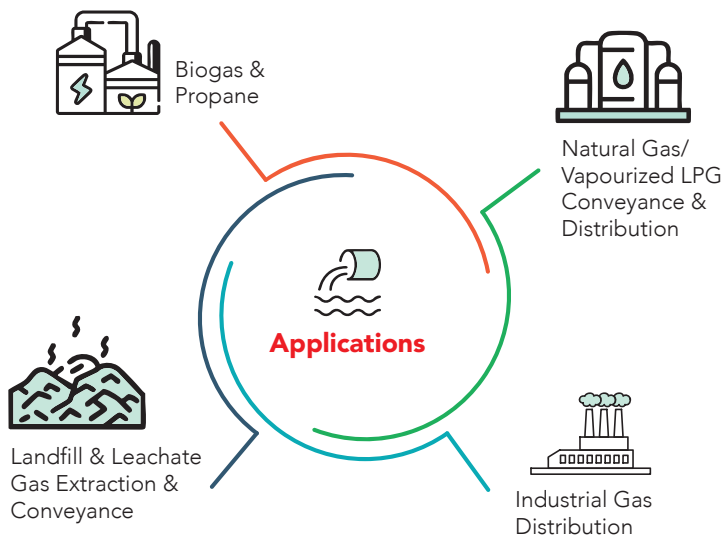 Biogas &
Propane
Natural Gas/
Vapourized LPG
Conveyance &
Distribution
Applications
Landfill & Leachate
Gas Extraction &
Conveyance
Industrial Gas
Distribution